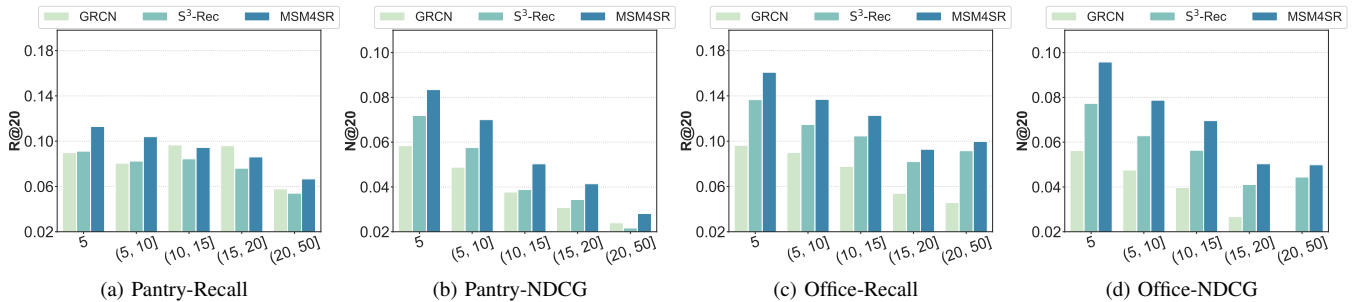 GRCN S³-Rec MSM4SR
R@20
0.18
0.14
0.10
0.06
0.02
5 (5, 10] (10, 15] (15, 20] (20, 50]
(a) Pantry-Recall
GRCN S³-Rec MSM4SR
N@20
0.10
0.08
0.06
0.04
0.02
5 (5, 10] (10, 15] (15, 20] (20, 50]
(b) Pantry-NDCG
GRCN S³-Rec MSM4SR
R@20
0.18
0.14
0.10
0.06
0.02
5 (5, 10] (10, 15] (15, 20] (20, 50]
(c) Office-Recall
GRCN S³-Rec MSM4SR
N@20
0.10
0.08
0.06
0.04
0.02
5 (5, 10] (10, 15] (15, 20] (20, 50]
(d) Office-NDCG